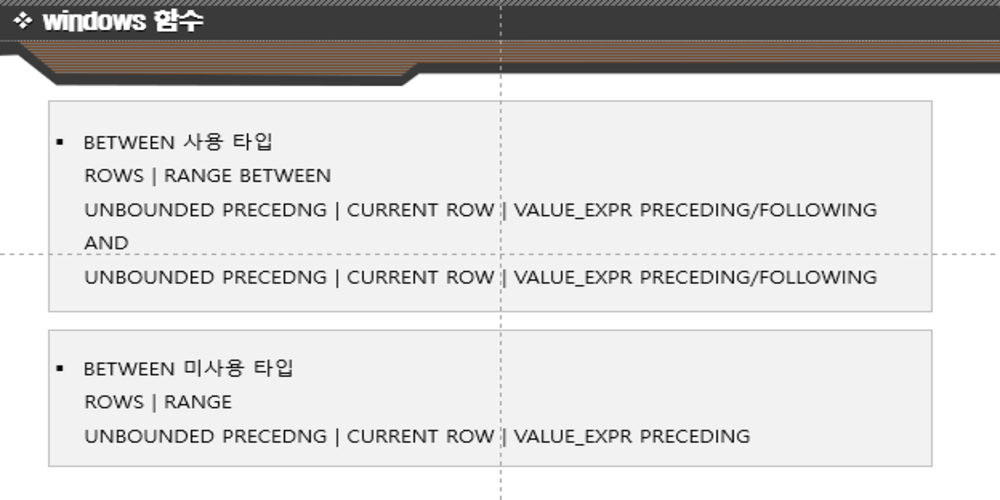 ❖ windows 함수
▪ BETWEEN 사용 타입
ROWS | RANGE BETWEEN
UNBOUNDED PRECEDNG | CURRENT ROW | VALUE_EXPR PRECEDING/FOLLOWING
AND
UNBOUNDED PRECEDNG | CURRENT ROW | VALUE_EXPR PRECEDING/FOLLOWING
▪ BETWEEN 미사용 타입
ROWS | RANGE
UNBOUNDED PRECEDNG | CURRENT ROW | VALUE_EXPR PRECEDING